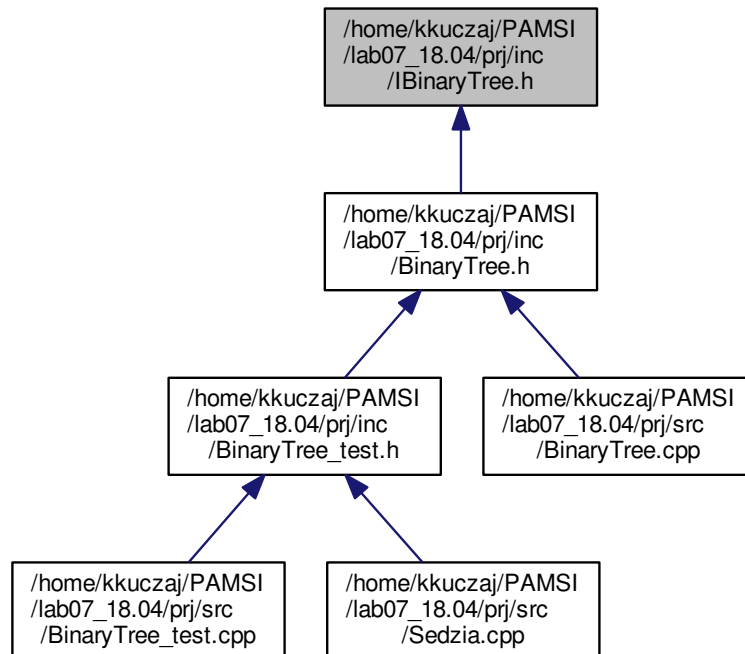 /home/kkuczaj/PAMSI
/lab07_18.04/prj/inc
/IBinaryTree.h
/home/kkuczaj/PAMSI
/lab07_18.04/prj/inc
/BinaryTree.h
/home/kkuczaj/PAMSI
/lab07_18.04/prj/inc
/BinaryTree_test.h
/home/kkuczaj/PAMSI
/lab07_18.04/prj/src
/BinaryTree.cpp
/home/kkuczaj/PAMSI
/lab07_18.04/prj/src
/BinaryTree_test.cpp
/home/kkuczaj/PAMSI
/lab07_18.04/prj/src
/Sedzia.cpp